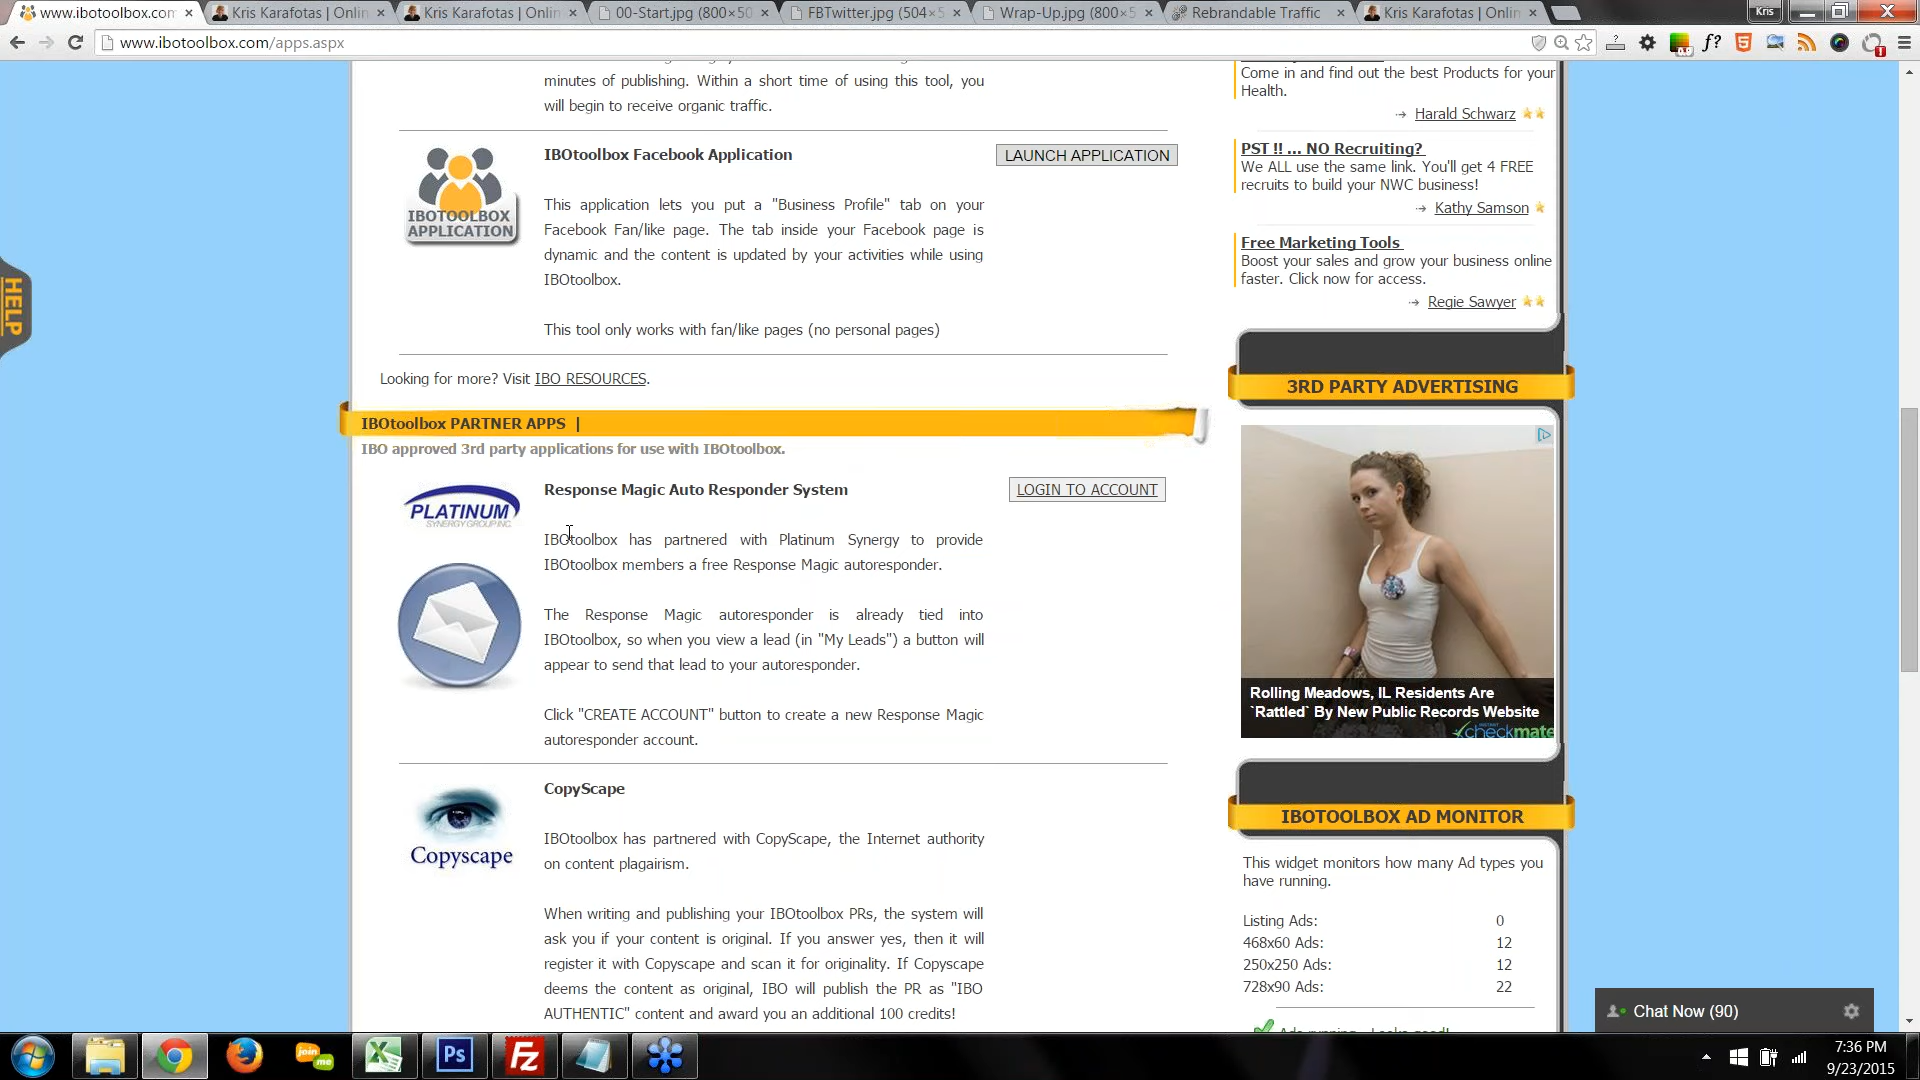 www.ibotoolbox.com
Kris Karafotas | Onlin
Kris Karafotas | Onlin
00-Start.jpg (800×50
FBTwitter.jpg (504×5
Wrap-Up.jpg (800×5
Rebrandable Traffic
Kris Karafotas | Onlin
Kris
www.ibotoolbox.com/apps.aspx
minutes of publishing. Within a short time of using this tool, you
will begin to receive organic traffic.
IBOTOOLBOX
APPLICATION
IBOtoolbox Facebook Application
LAUNCH APPLICATION
This application lets you put a "Business Profile" tab on your
Facebook Fan/like page. The tab inside your Facebook page is
dynamic and the content is updated by your activities while using
IBOtoolbox.
This tool only works with fan/like pages (no personal pages)
Looking for more? Visit IBO RESOURCES.
HELP
IBOtoolbox PARTNER APPS |
IBO approved 3rd party applications for use with IBOtoolbox.
PLATINUM
SYNERGY GROUP INC.
Response Magic Auto Responder System
LOGIN TO ACCOUNT
IBOtoolbox has partnered with Platinum Synergy to provide
IBOtoolbox members a free Response Magic autoresponder.
The Response Magic autoresponder is already tied into
IBOtoolbox, so when you view a lead (in "My Leads") a button will
appear to send that lead to your autoresponder.
Click "CREATE ACCOUNT" button to create a new Response Magic
autoresponder account.
Copyscape
CopyScape
IBOtoolbox has partnered with CopyScape, the Internet authority
on content plagairism.
When writing and publishing your IBOtoolbox PRs, the system will
ask you if your content is original. If you answer yes, then it will
register it with Copyscape and scan it for originality. If Copyscape
deems the content as original, IBO will publish the PR as "IBO
AUTHENTIC" content and award you an additional 100 credits!
Come in and find out the best Products for your
Health.
Harald Schwarz
PST !! ... NO Recruiting?
We ALL use the same link. You'll get 4 FREE
recruits to build your NWC business!
Kathy Samson
Free Marketing Tools
Boost your sales and grow your business online
faster. Click now for access.
Regie Sawyer
3RD PARTY ADVERTISING
Rolling Meadows, IL Residents Are
`Rattled` By New Public Records Website
INSTANT checkmate
IBOTOOLBOX AD MONITOR
This widget monitors how many Ad types you
have running.
Listing Ads: 0
468x60 Ads: 12
250x250 Ads: 12
728x90 Ads: 22
Chat Now (90)
join me
Ps
Fz
7:36 PM
9/23/2015